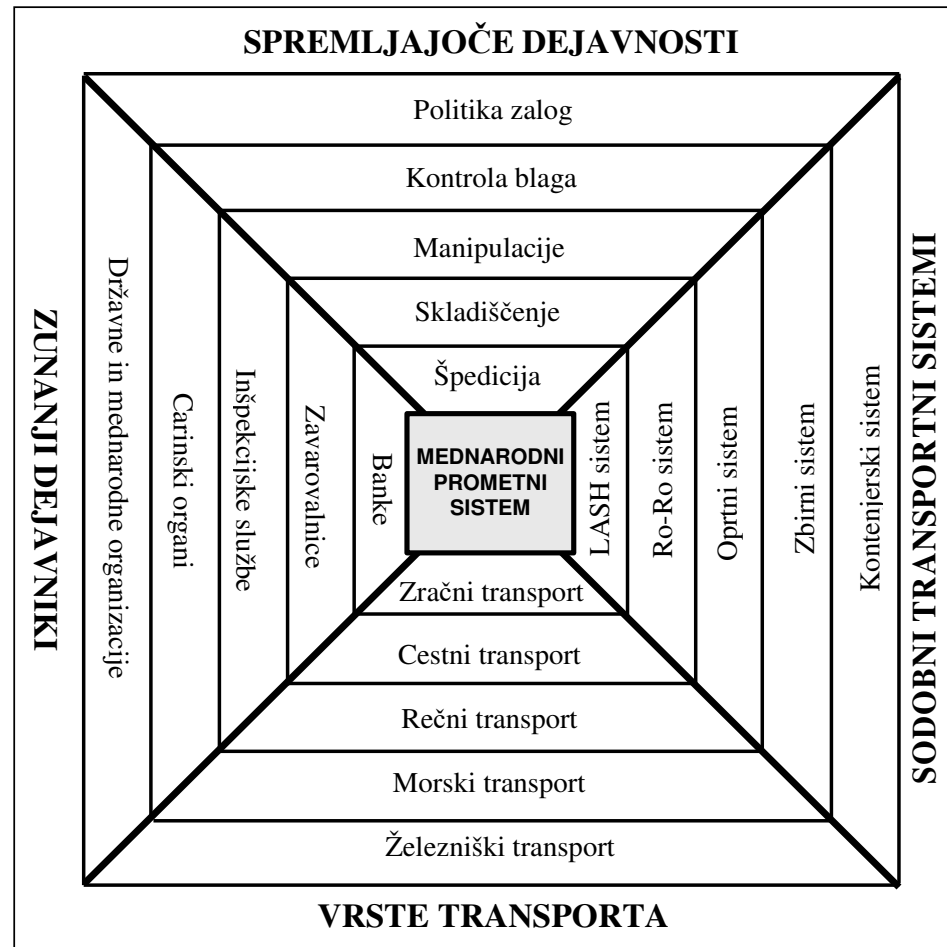 SPREMLJAJOČE DEJAVNOSTI
Politika zalog
Kontrola blaga
Manipulacije
Skladiščenje
Špedicija
ZUNANJI DEJAVNIKI
Državne in mednarodne organizacije
Carinski organi
Inšpekcijske službe
Zavarovalnice
Banke
MEDNARODNI
PROMETNI
SISTEM
LASH sistem
Ro-Ro sistem
Oprtni sistem
Zbirni sistem
Kontenjerski sistem
SODOBNI TRANSPORTNI SISTEMI
Zračni transport
Cestni transport
Rečni transport
Morski transport
Železniški transport
VRSTE TRANSPORTA